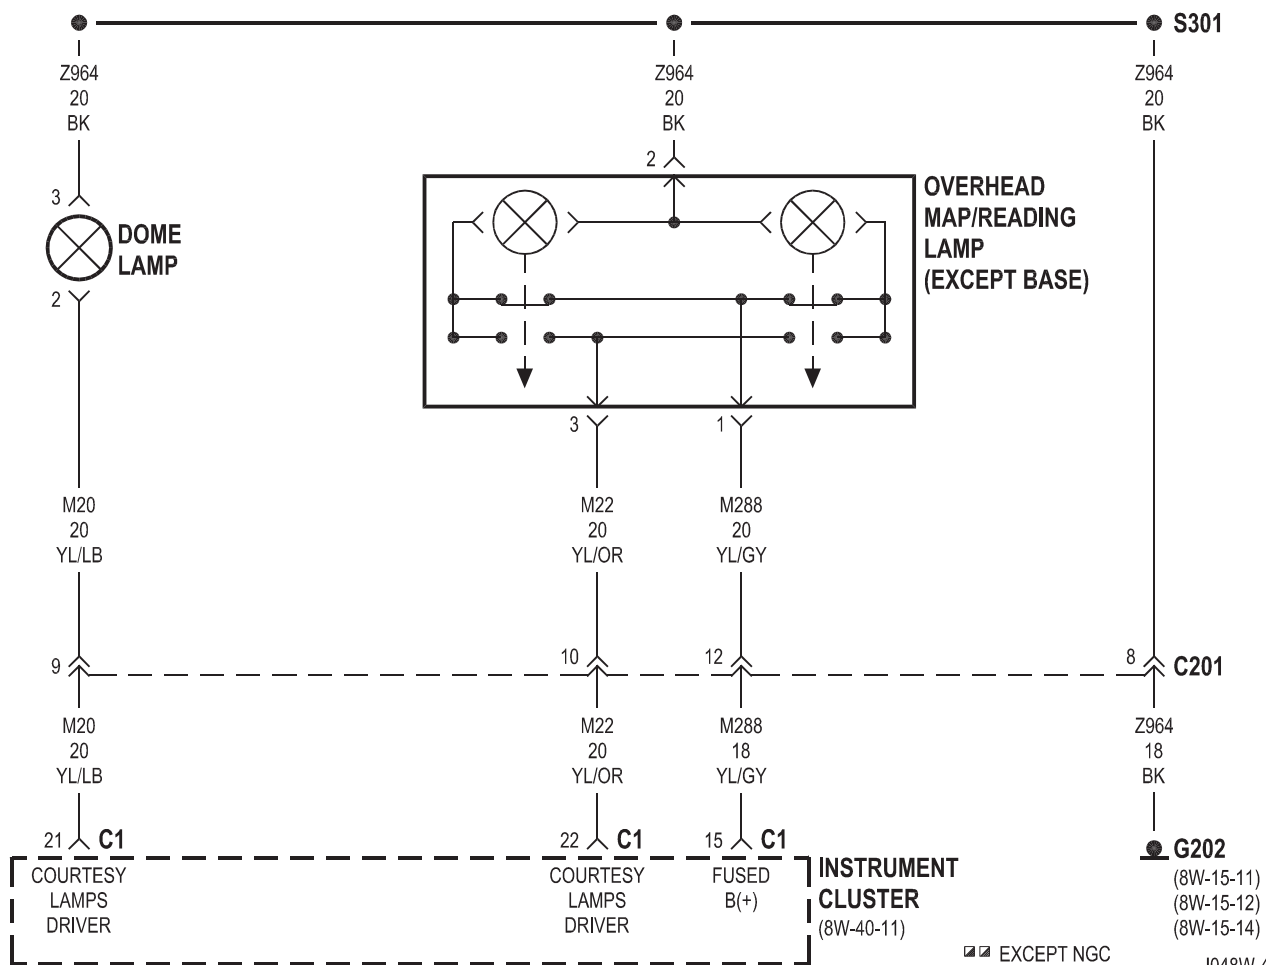 S301
Z964
20
BK
Z964
20
BK
Z964
20
BK
3
DOME
LAMP
2
2
OVERHEAD
MAP/READING
LAMP
(EXCEPT BASE)
3
1
M20
20
YL/LB
M22
20
YL/OR
M288
20
YL/GY
9
10
12
8
C201
M20
20
YL/LB
M22
20
YL/OR
M288
18
YL/GY
Z964
18
BK
21
C1
22
C1
15
C1
COURTESY
LAMPS
DRIVER
COURTESY
LAMPS
DRIVER
FUSED
B(+)
INSTRUMENT
CLUSTER
(8W-40-11)
G202
(8W-15-11)
(8W-15-12)
(8W-15-14)
EXCEPT NGC